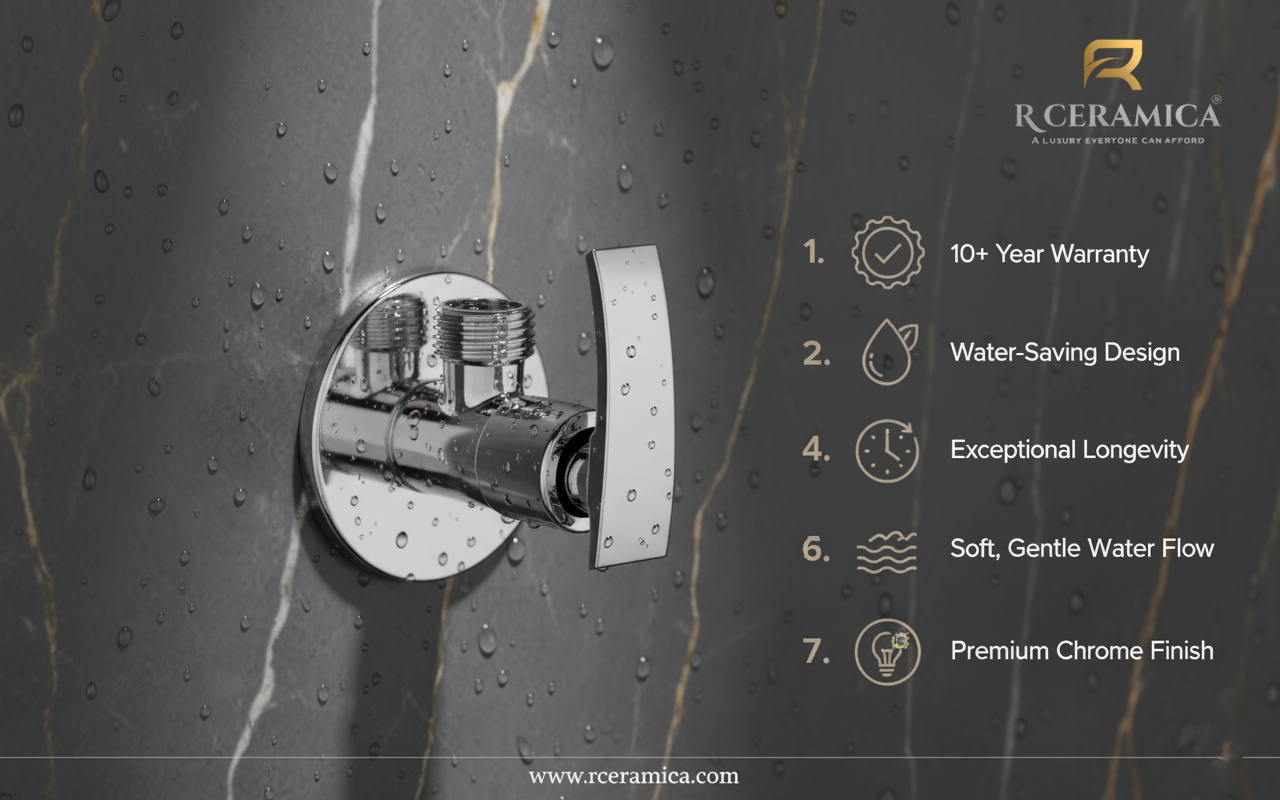 R CERAMICA®
A LUXURY EVERYONE CAN AFFORD
1. 10+ Year Warranty
2. Water-Saving Design
4. Exceptional Longevity
6. Soft, Gentle Water Flow
7. Premium Chrome Finish
www.rceramica.com